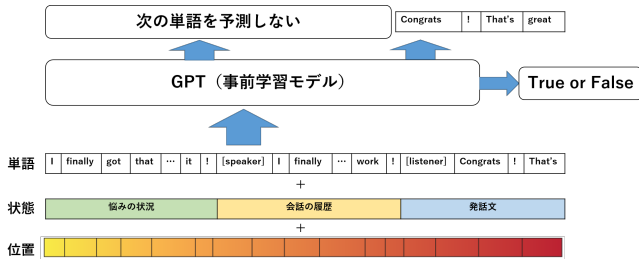 次の単語を予測しない
Congrats ! That's great
GPT（事前学習モデル）
True or False
単語 I finally got that … it ! [speaker] I finally … work ! [listener] Congrats ! That's
+
状態 悩みの状況 会話の履歴 発話文
+
位置